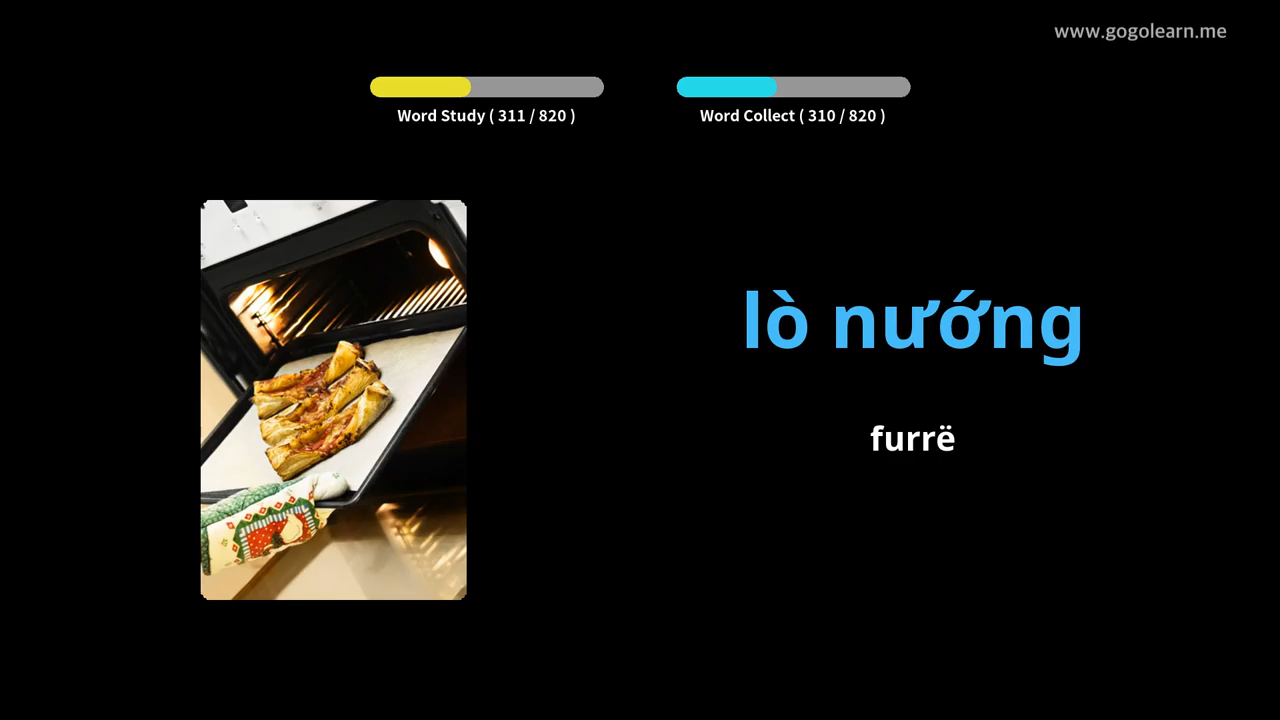 www.gogolearn.me
Word Study ( 311 / 820 )
Word Collect ( 310 / 820 )
lò nướng
furrë